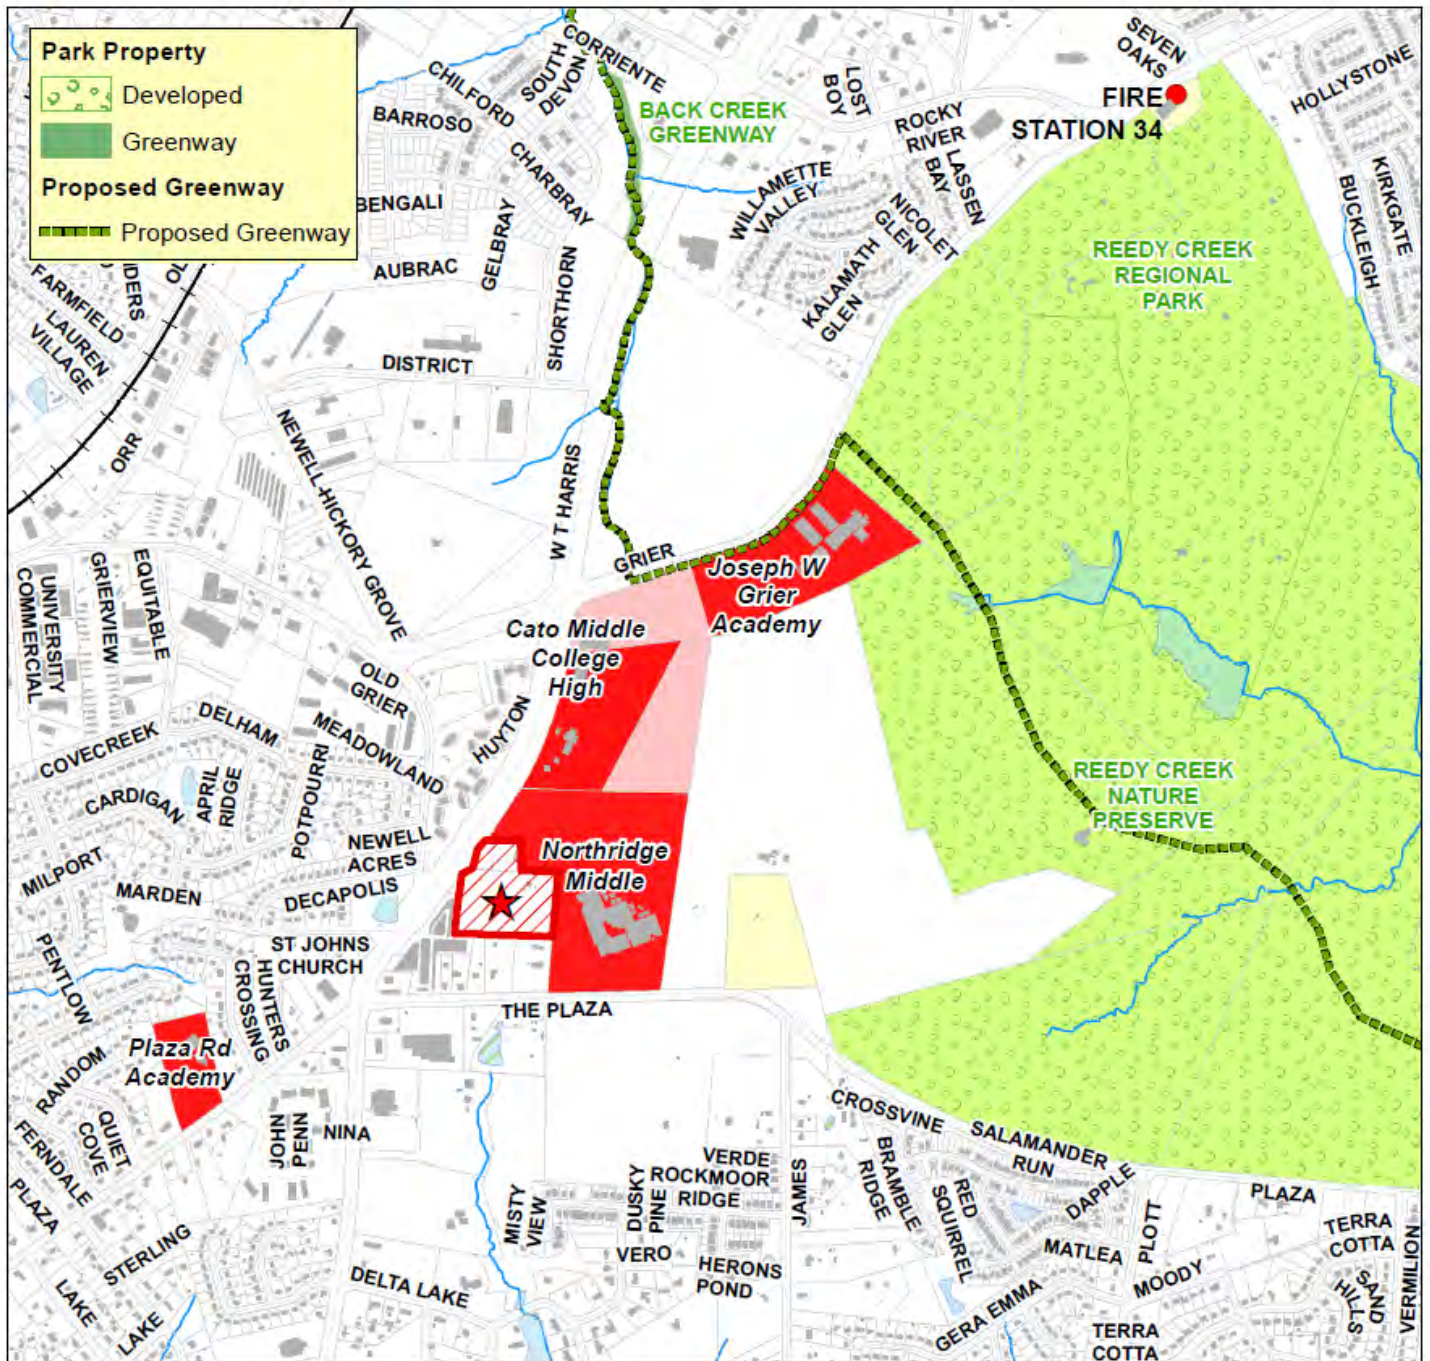 Park Property
Developed
Greenway
Proposed Greenway
Proposed Greenway
SEVEN
OAKS
CORRIENTE
SOUTH
DEVON
CHILFORD
BARROSO
CHARBRAY
BENGALI
GELBRAY
AUBRAC
SHORTHORN
DISTRICT
BACK CREEK
GREENWAY
LOST
BOY
ROCKY
RIVER
BAY
LASSEN
WILLAMETTE
VALLEY
NICOLET
GLEN
KALAMATH
GLEN
FIRE
STATION 34
HOLLYSTONE
KIRKGATE
BUCKLEIGH
REEDY CREEK
REGIONAL
PARK
FARMFIELD
LAUREN
VILLAGE
ORR
NEWELL-HICKORY GROVE
W T HARRIS
GRIER
Joseph W
Grier
Academy
Cato Middle
College
High
EQUITABLE
GRIERVIEW
UNIVERSITY
COMMERCIAL
OLD
GRIER
HUYTON
DELHAM
MEADOWLAND
COVECREEK
CARDIGAN
APRIL
RIDGE
POTPOURRI
NEWELL
ACRES
MILPORT
MARDEN
DECAPOLIS
Northridge
Middle
REEDY CREEK
NATURE
PRESERVE
ST JOHNS
CHURCH
PENTLOW
HUNTERS
CROSSING
THE PLAZA
Plaza Rd
Academy
RANDOM
QUIET
COVE
FERNDALE
PLAZA
JOHN
PENN
NINA
CROSSVINE
SALAMANDER
RUN
BRAMBLE
RIDGE
RED
SQUIRREL
DAPPLE
PLOTT
MATLEA
MOODY
PLAZA
TERRA
COTTA
VERMILION
SAND
HILLS
VERDE
ROCKMOOR
RIDGE
DUSKY
PINE
JAMES
MISTY
VIEW
VERO
HERONS
POND
STERLING
LAKE
LAKE
DELTA LAKE
GERA EMMA
TERRA
COTTA